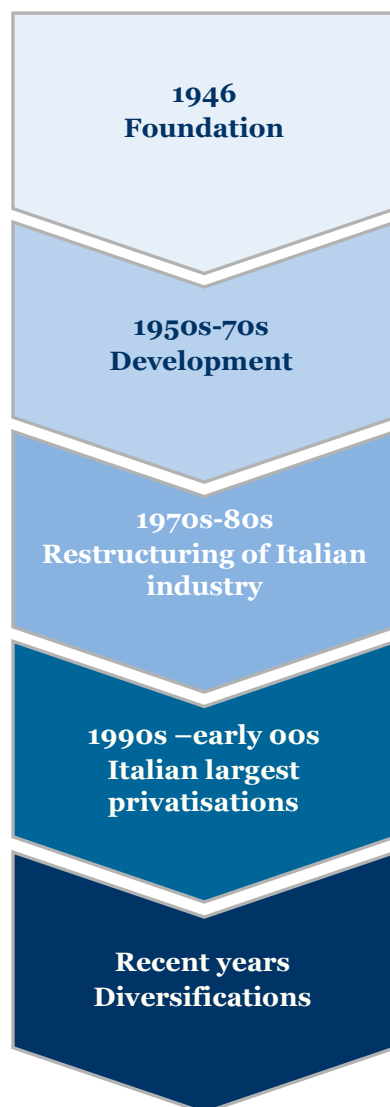 1946
Foundation
1950s-70s
Development
1970s-80s
Restructuring of Italian
industry
1990s –early 00s
Italian largest
privatisations
Recent years
Diversifications